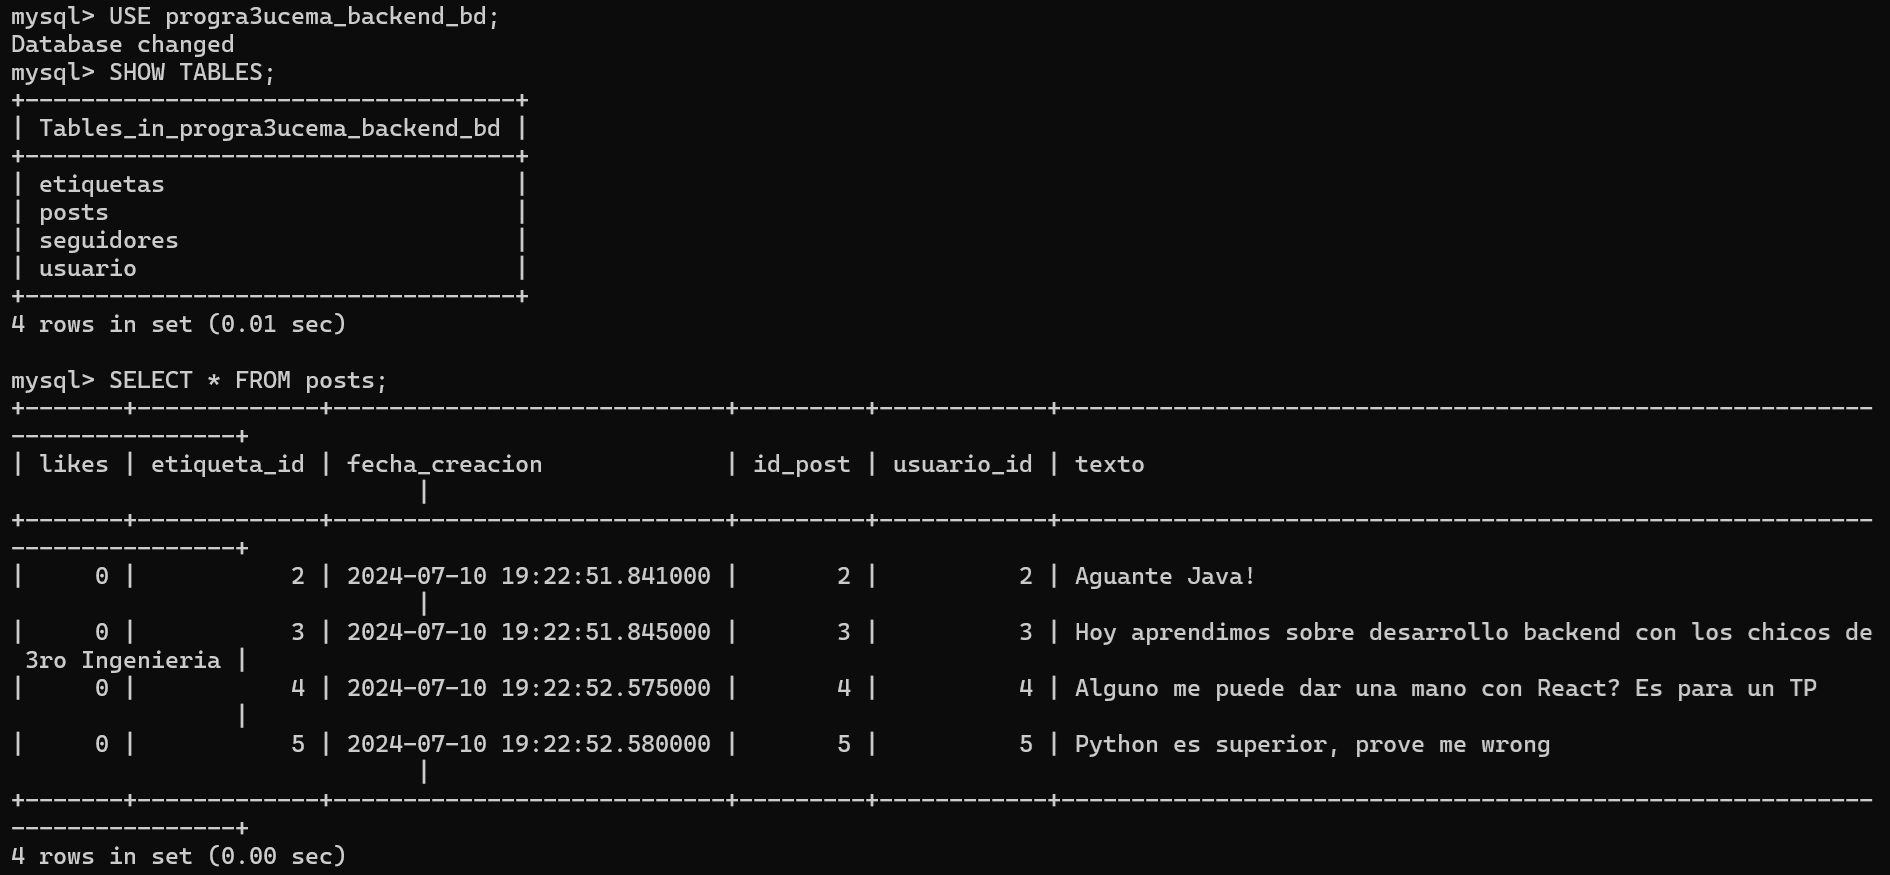 mysql> USE progra3ucema_backend_bd;
Database changed
mysql> SHOW TABLES;
+-----------------------------------+
| Tables_in_progra3ucema_backend_bd |
+-----------------------------------+
| etiquetas                         |
| posts                             |
| seguidores                        |
| usuario                           |
+-----------------------------------+
4 rows in set (0.01 sec)

mysql> SELECT * FROM posts;
+-------+-------------+----------------------------+---------+------------+----------------------------------------------------------
----------------+
| likes | etiqueta_id | fecha_creacion             | id_post | usuario_id | texto
                             |
+-------+-------------+----------------------------+---------+------------+----------------------------------------------------------
----------------+
|     0 |           2 | 2024-07-10 19:22:51.841000 |       2 |          2 | Aguante Java!
                             |
|     0 |           3 | 2024-07-10 19:22:51.845000 |       3 |          3 | Hoy aprendimos sobre desarrollo backend con los chicos de
 3ro Ingenieria |
|     0 |           4 | 2024-07-10 19:22:52.575000 |       4 |          4 | Alguno me puede dar una mano con React? Es para un TP
                |
|     0 |           5 | 2024-07-10 19:22:52.580000 |       5 |          5 | Python es superior, prove me wrong
                             |
+-------+-------------+----------------------------+---------+------------+----------------------------------------------------------
----------------+
4 rows in set (0.00 sec)